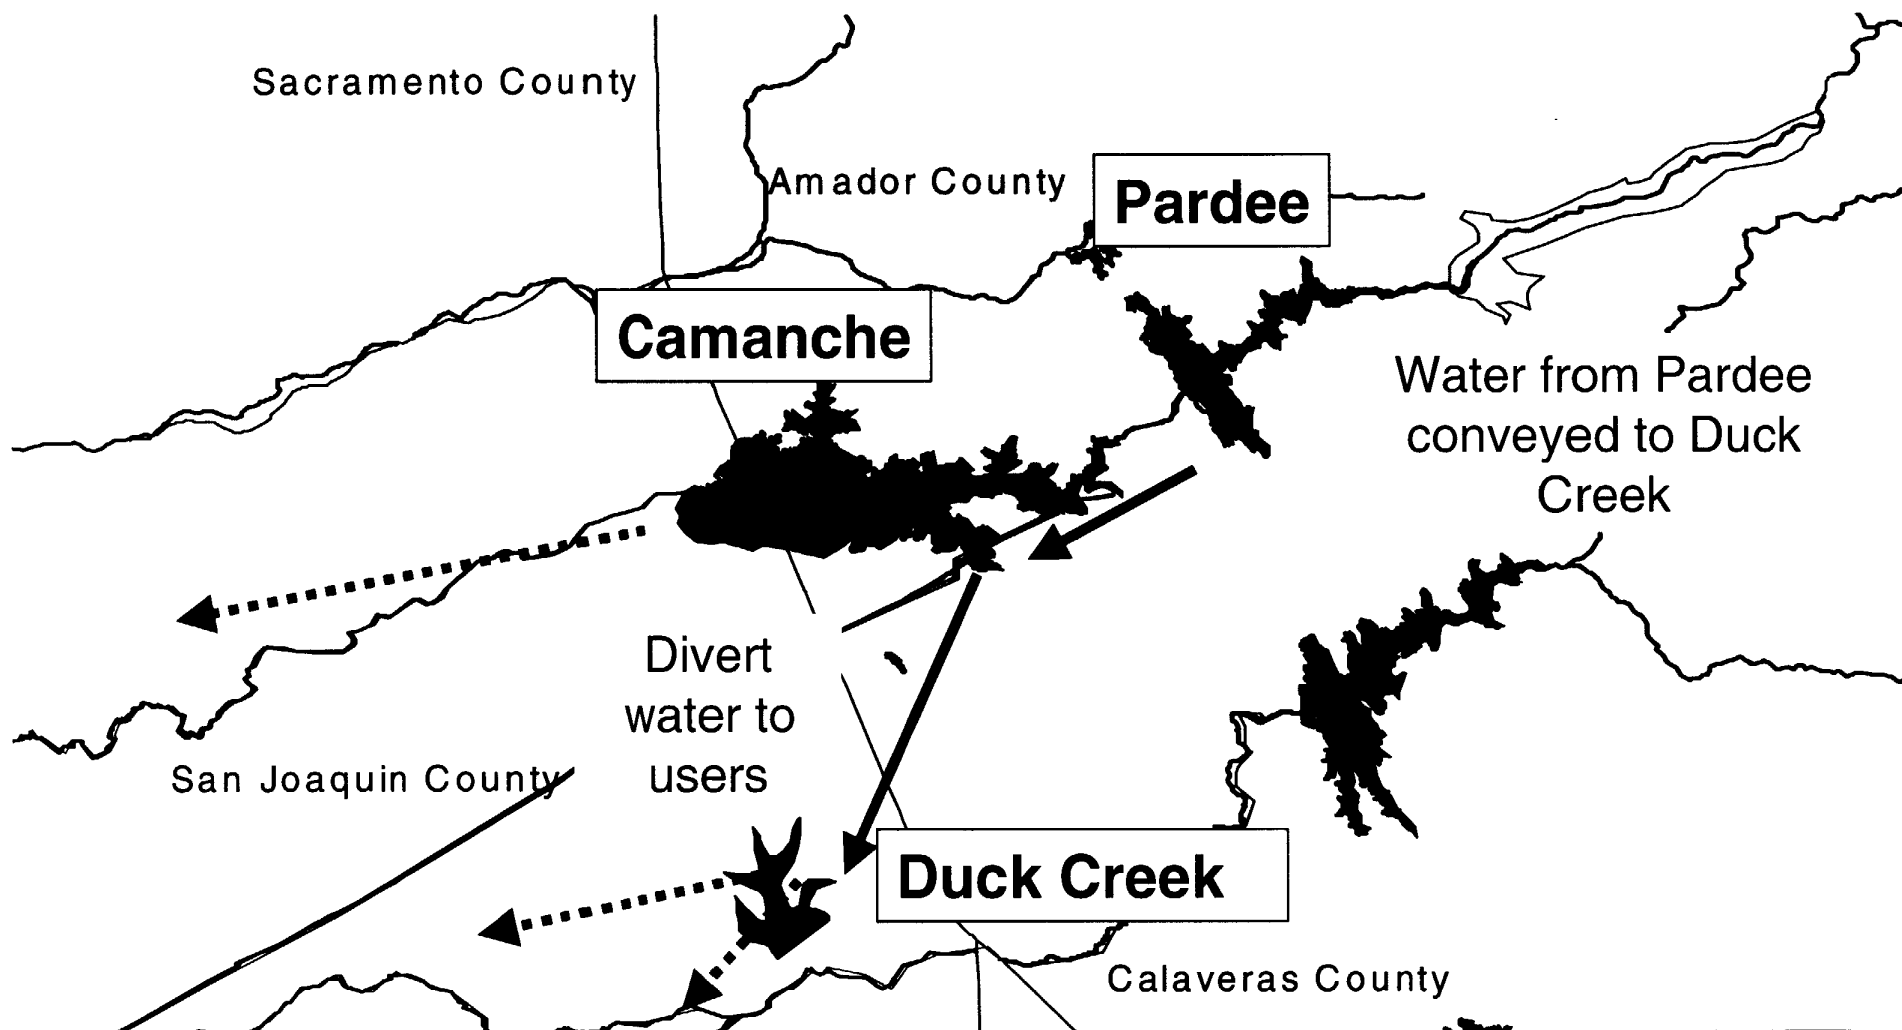 Sacramento County
Amador County
Pardee
Camanche
Water from Pardee
conveyed to Duck
Creek
Divert
water to
users
San Joaquin County
Duck Creek
Calaveras County